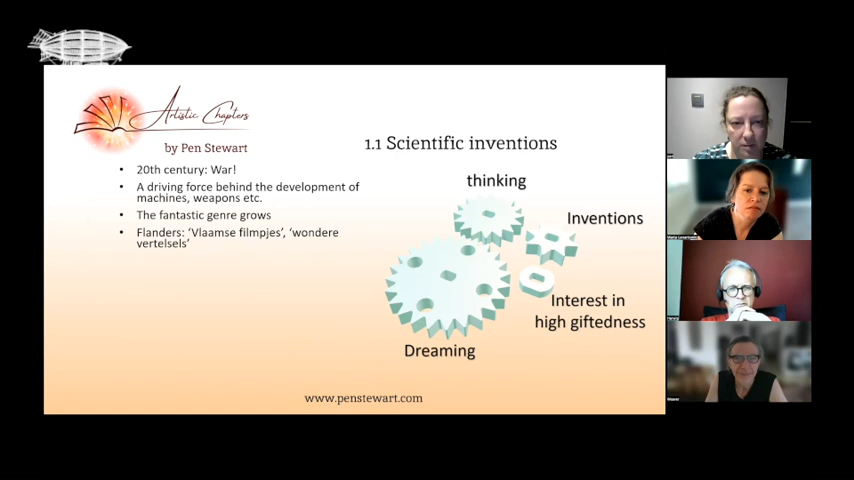 Artistic Chapters
by Pen Stewart
1.1 Scientific inventions
• 20th century: War!
• A driving force behind the development of
machines, weapons etc.
• The fantastic genre grows
• Flanders: ‘Vlaamse filmpjes’, ‘wondere
vertelsels’
thinking
Inventions
Interest in
high giftedness
Dreaming
www.penstewart.com